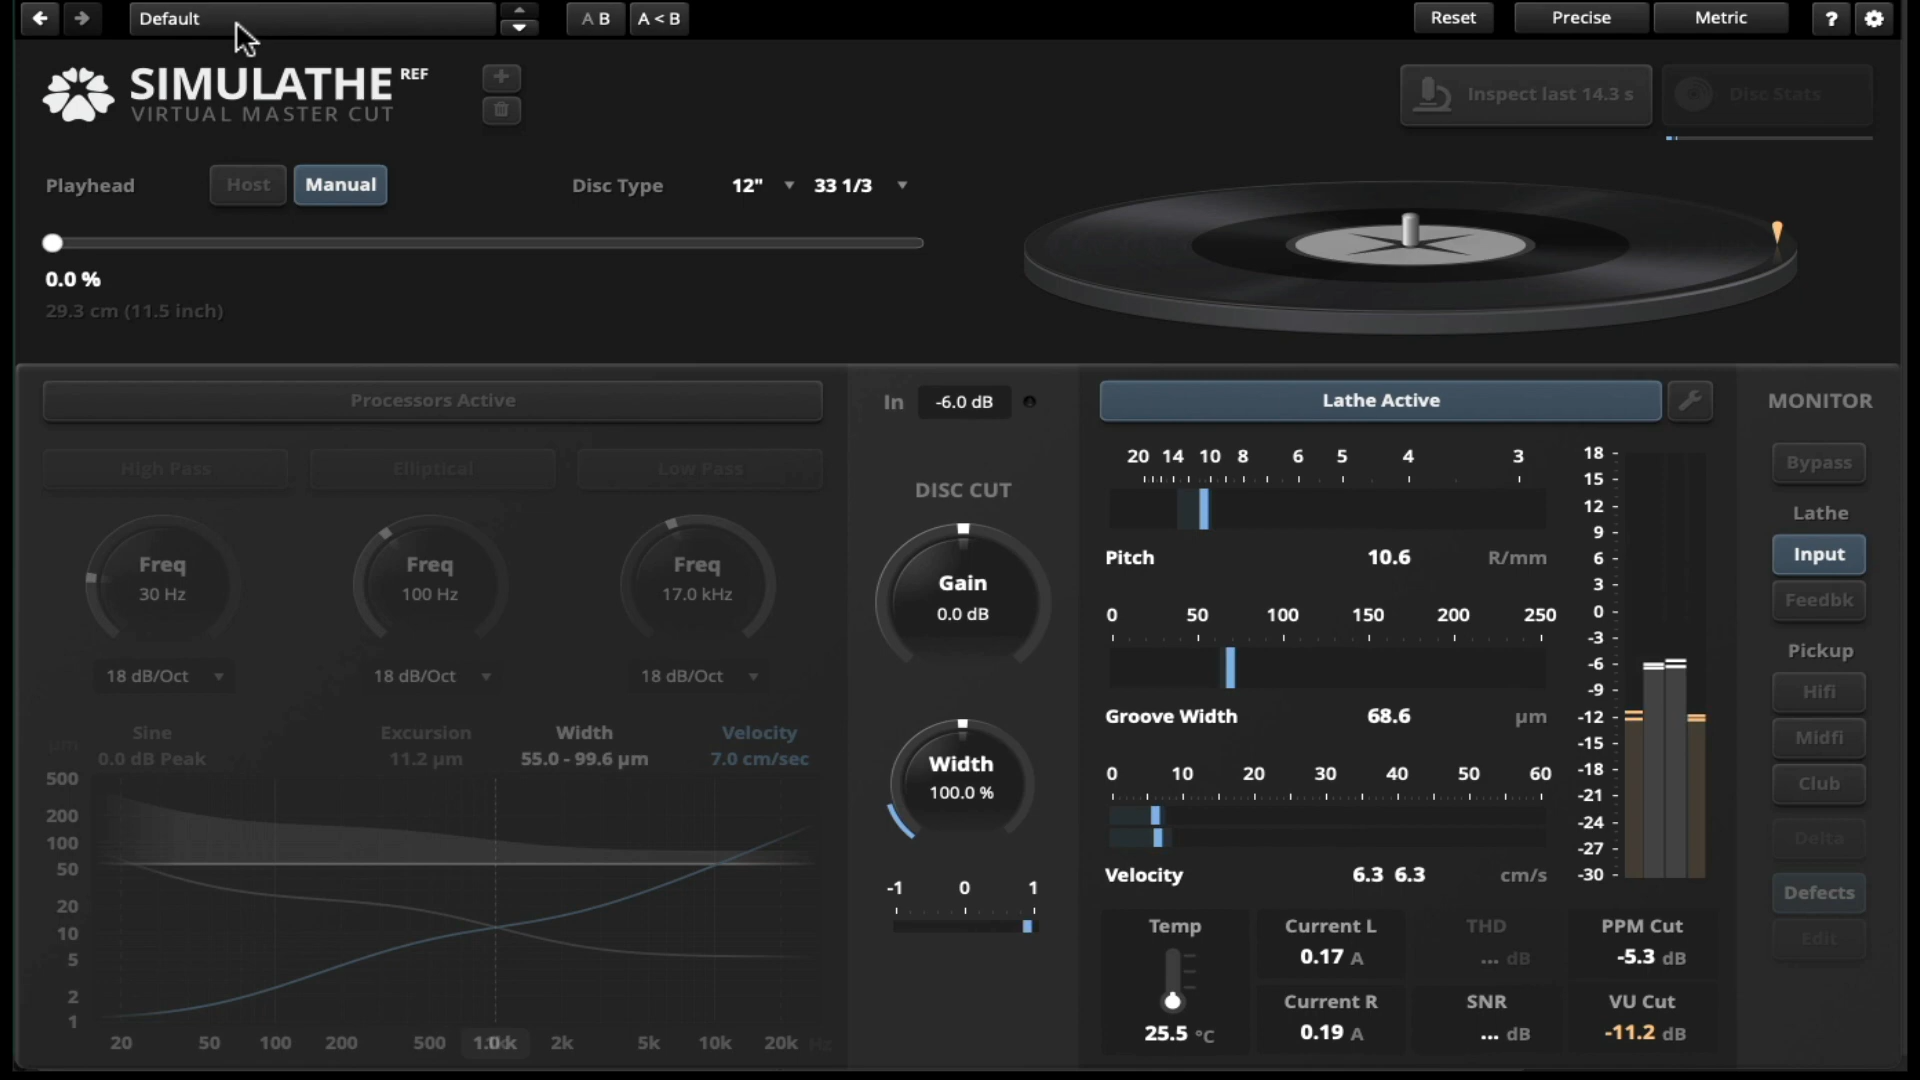 Default
A B
A < B
Reset
Precise
Metric
?
SIMULATHE REF
VIRTUAL MASTER CUT
Inspect last 14.3 s
Disc Stats
Playhead
Host
Manual
Disc Type
12"
33 1/3
0.0 %
29.3 cm (11.5 inch)
Processors Active
High Pass
Elliptical
Low Pass
Freq
30 Hz
Freq
100 Hz
Freq
17.0 kHz
18 dB/Oct
18 dB/Oct
18 dB/Oct
Sine
0.0 dB Peak
Excursion
11.2 µm
Width
55.0 - 99.6 µm
Velocity
7.0 cm/sec
µm
500
200
100
50
20
10
5
2
1
20 50 100 200 500 1.0 k 2k 5k 10k 20k Hz
In
-6.0 dB
DISC CUT
Gain
0.0 dB
Width
100.0 %
-1 0 1
Lathe Active
20 14 10 8 6 5 4 3
Pitch 10.6 R/mm
0 50 100 150 200 250
Groove Width 68.6 µm
0 10 20 30 40 50 60
Velocity 6.3 6.3 cm/s
18
15
12
9
6
3
0
-3
-6
-9
-12
-15
-18
-21
-24
-27
-30
Temp
25.5 °C
Current L
0.17 A
Current R
0.19 A
THD
... dB
SNR
... dB
PPM Cut
-5.3 dB
VU Cut
-11.2 dB
MONITOR
Bypass
Lathe
Input
Feedbk
Pickup
Hifi
Midfi
Club
Delta
Defects
Edit